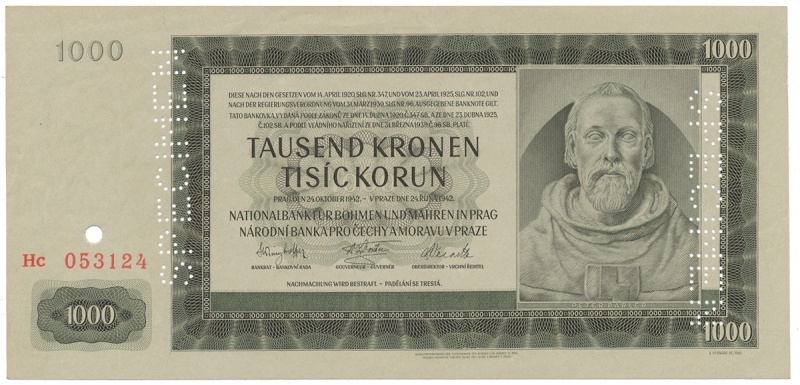 1000
1000
DIESE NACH DEN GESETZEN VOM 14. APRIL 1920, SLG. NR. 347, UND VOM 23. APRIL 1925, SLG. NR. 102, UND
NACH DER REGIERUNGSVERORDNUNG VOM 31. MÄRZ 1939, SLG. NR. 96, AUSGEGEBENE BANKNOTE GILT.
TATO BANKOVKA, VYDANÁ PODLE ZÁKONŮ ZE DNE 14. DUBNA 1920 Č. 347 SB., A ZE DNE 23. DUBNA 1925,
Č. 102 SB., A PODLE VLÁDNÍHO NAŘÍZENÍ ZE DNE 31. BŘEZNA 1939 Č. 96 SB., PLATÍ:
TAUSEND KRONEN
TISÍC KORUN
PRAG, DEN 24. OKTOBER 1942. – V PRAZE DNE 24. ŘÍJNA 1942.
NATIONALBANK FÜR BÖHMEN UND MÄHREN IN PRAG
NÁRODNÍ BANKA PRO ČECHY A MORAVU V PRAZE
BANKRAT – BANKOVNÍ RADA
GOUVERNEUR – GUVERNÉR
OBERDIREKTOR – VRCHNÍ ŘEDITEL
NACHMACHUNG WIRD BESTRAFT. – PADĚLÁNÍ SE TRESTÁ.
PETER PARLER
Hc 053124
1000
1000
SPECIMEN
SPECIMEN